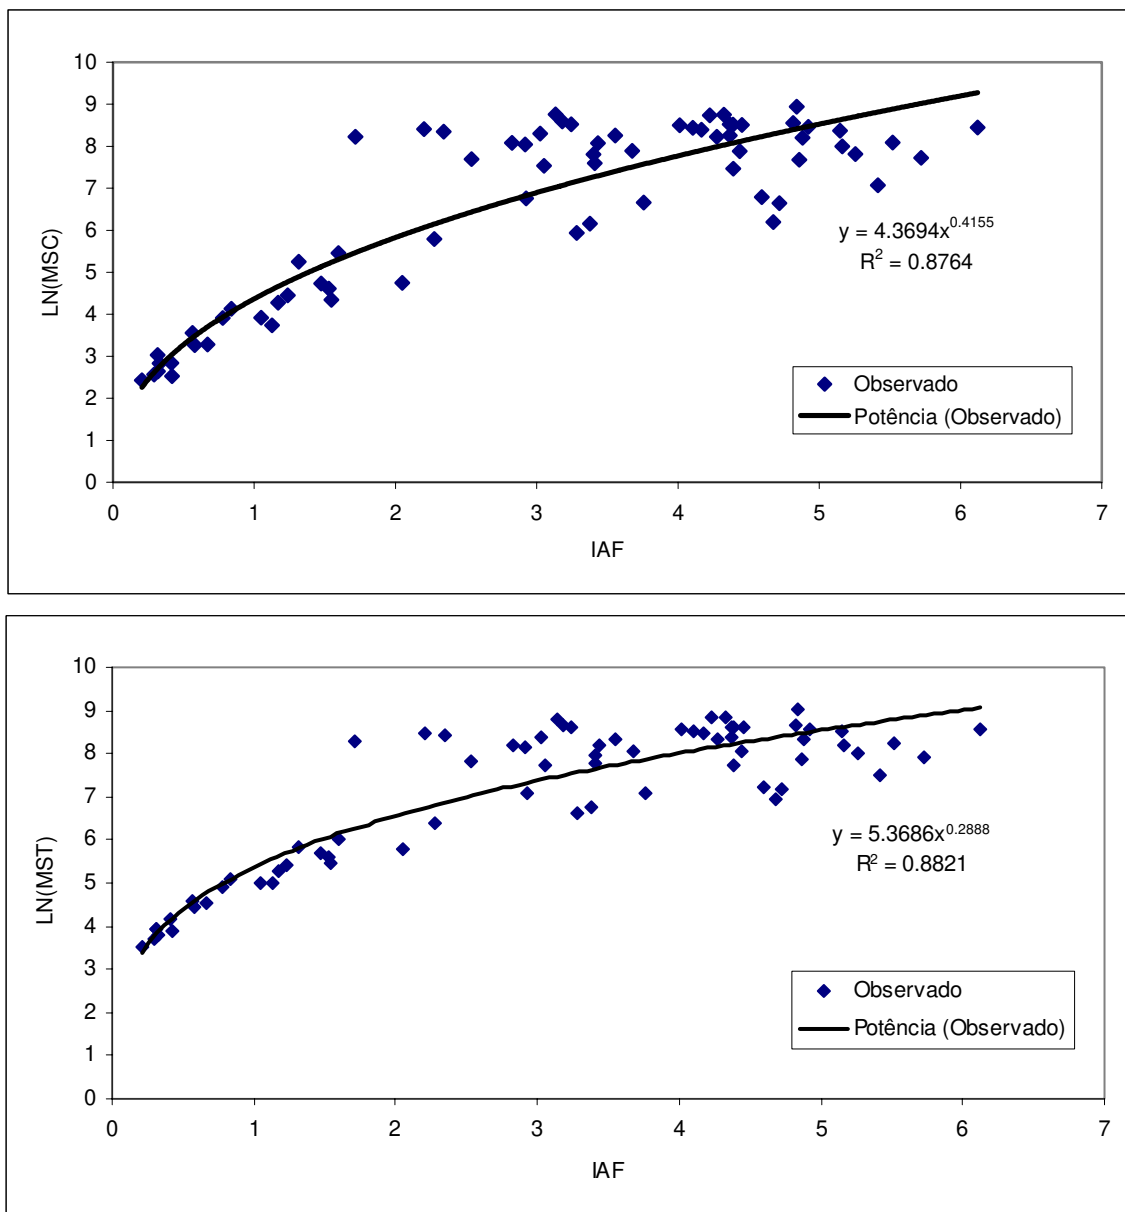 10
9
8
7
6
5
4
3
2
1
0
LN(MSC)
y = 4.3694x^0.4155
R² = 0.8764
Observado
Potência (Observado)
0 1 2 3 4 5 6 7
IAF
10
9
8
7
6
5
4
3
2
1
0
LN(MST)
y = 5.3686x^0.2888
R² = 0.8821
Observado
Potência (Observado)
0 1 2 3 4 5 6 7
IAF